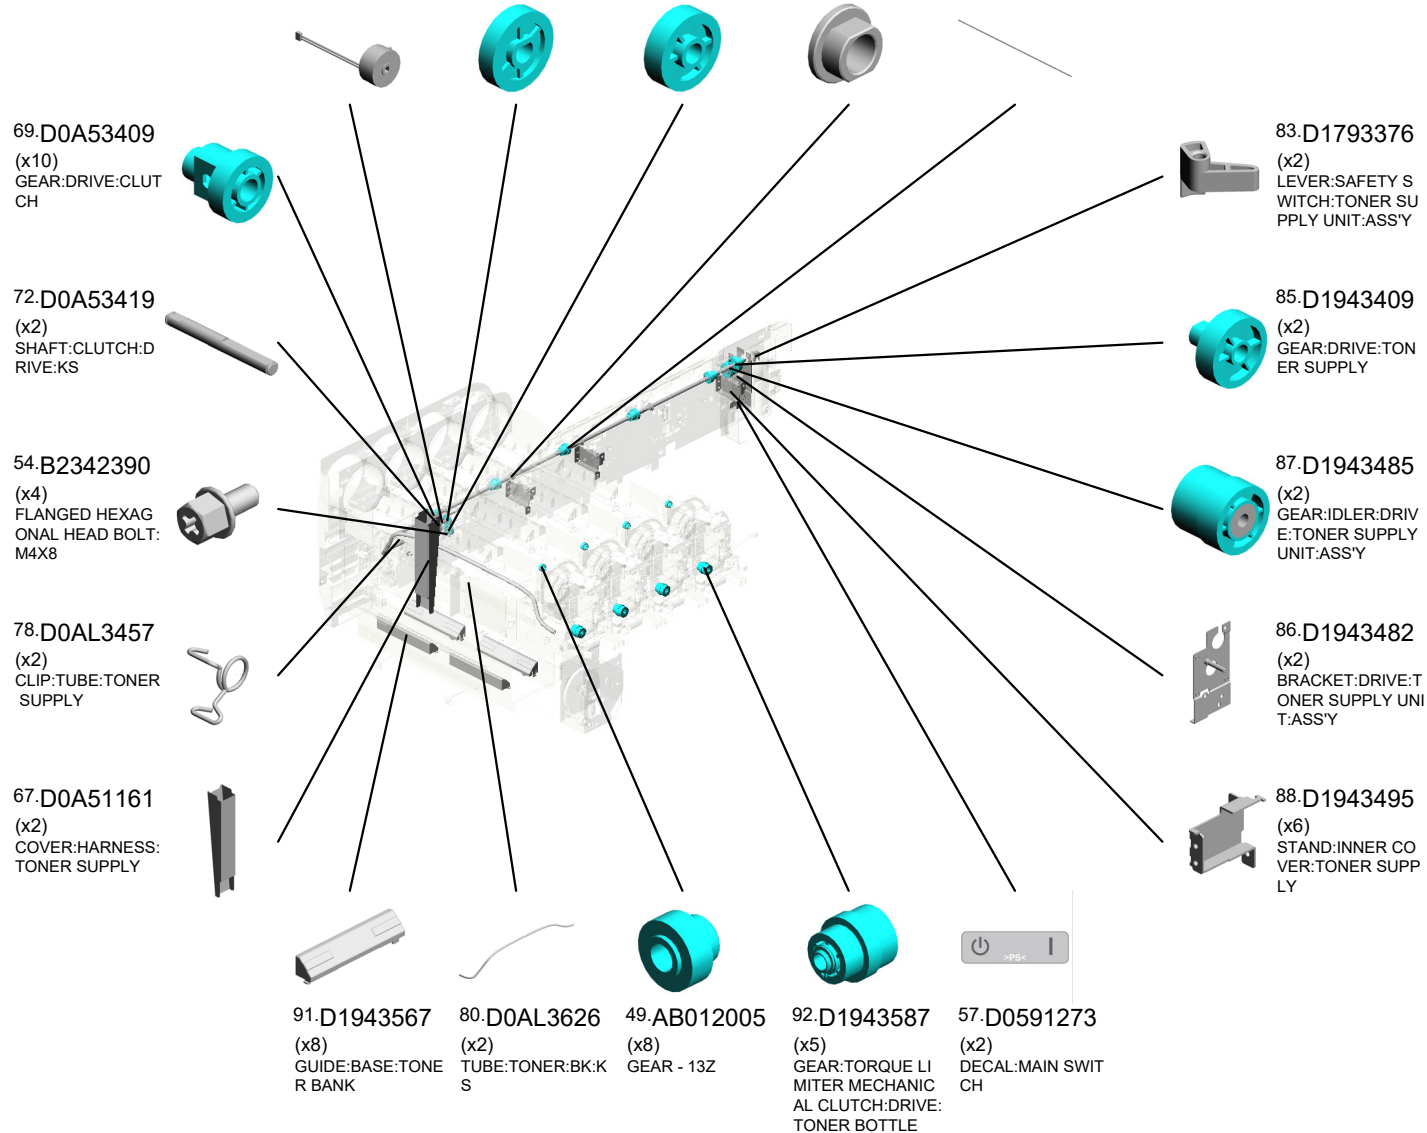 69.D0A53409
(x10)
GEAR:DRIVE:CLUT
CH
72.D0A53419
(x2)
SHAFT:CLUTCH:D
RIVE:KS
54.B2342390
(x4)
FLANGED HEXAG
ONAL HEAD BOLT:
M4X8
78.D0AL3457
(x2)
CLIP:TUBE:TONER
SUPPLY
67.D0A51161
(x2)
COVER:HARNESS:
TONER SUPPLY
83.D1793376
(x2)
LEVER:SAFETY S
WITCH:TONER SU
PPLY UNIT:ASS'Y
85.D1943409
(x2)
GEAR:DRIVE:TON
ER SUPPLY
87.D1943485
(x2)
GEAR:IDLER:DRIV
E:TONER SUPPLY
UNIT:ASS'Y
86.D1943482
(x2)
BRACKET:DRIVE:T
ONER SUPPLY UNI
T:ASS'Y
88.D1943495
(x6)
STAND:INNER CO
VER:TONER SUPP
LY
>PS<
91.D1943567
(x8)
GUIDE:BASE:TONE
R BANK
80.D0AL3626
(x2)
TUBE:TONER:BK:K
S
49.AB012005
(x8)
GEAR - 13Z
92.D1943587
(x5)
GEAR:TORQUE LI
MITER MECHANIC
AL CLUTCH:DRIVE:
TONER BOTTLE
57.D0591273
(x2)
DECAL:MAIN SWIT
CH